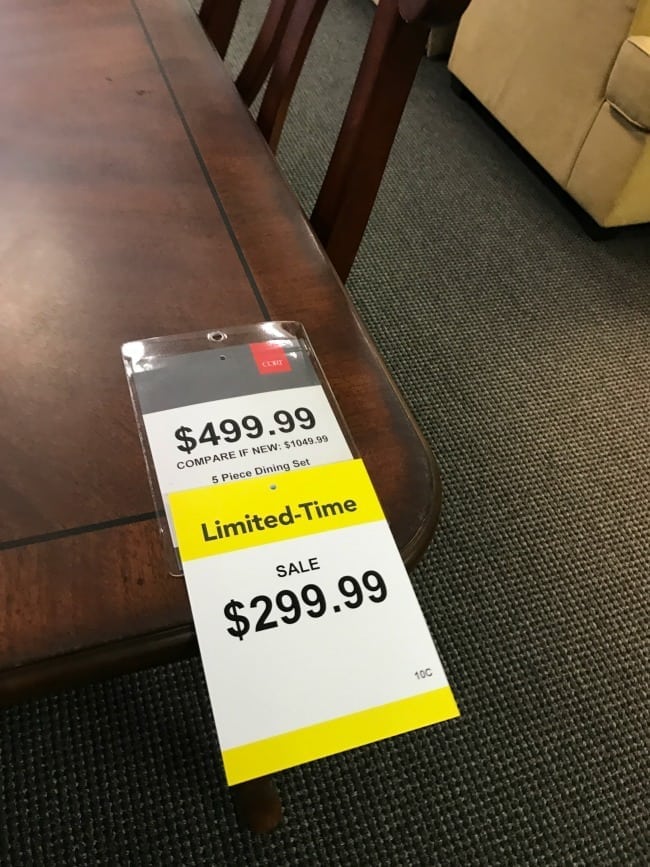 CORT
$499.99
COMPARE IF NEW: $1049.99
5 Piece Dining Set
Limited-Time
SALE
$299.99
10C